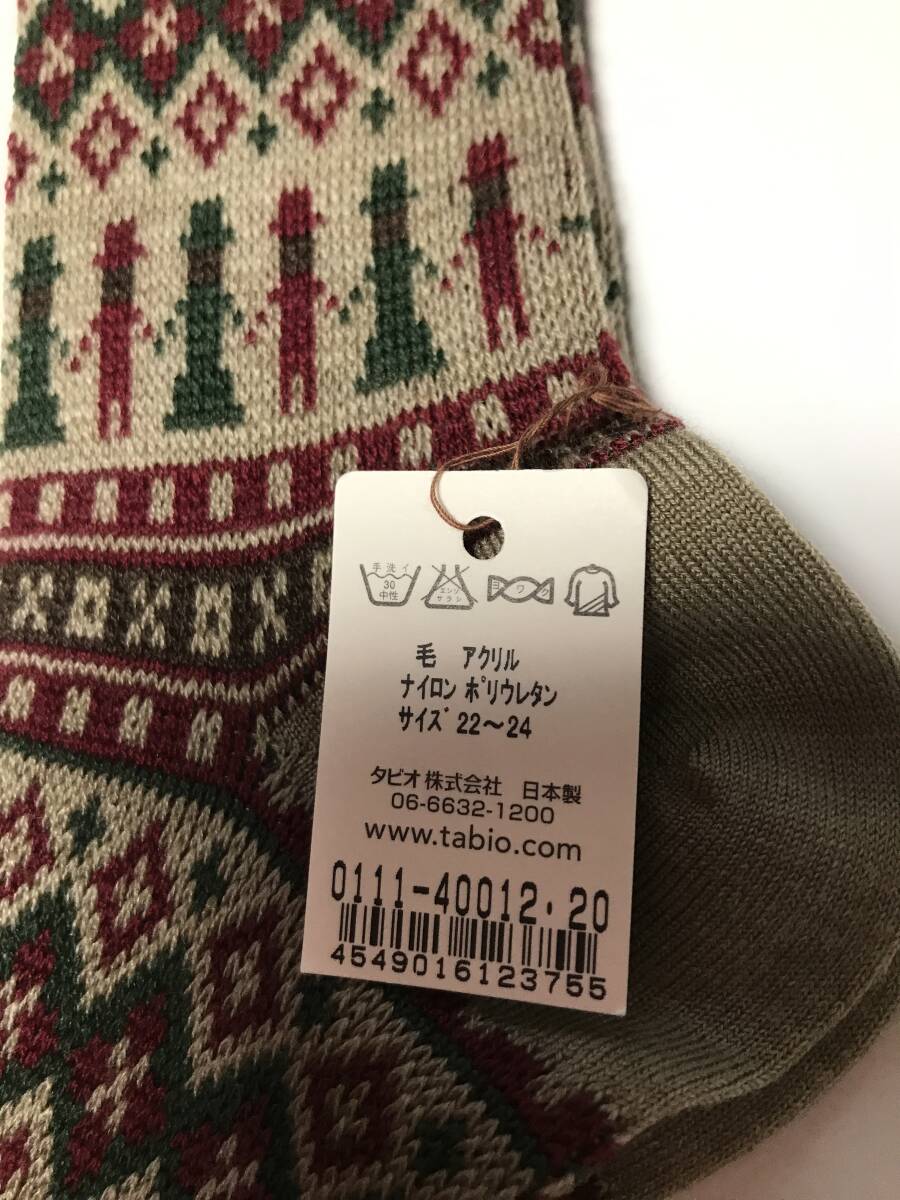 手洗イ
30
中性
エンソ
サラシ
ヨワク
毛 アクリル
ナイロン ポリウレタン
サイズ 22～24
タビオ株式会社 日本製
06-6632-1200
www.tabio.com
0111-40012.20
4549016123755